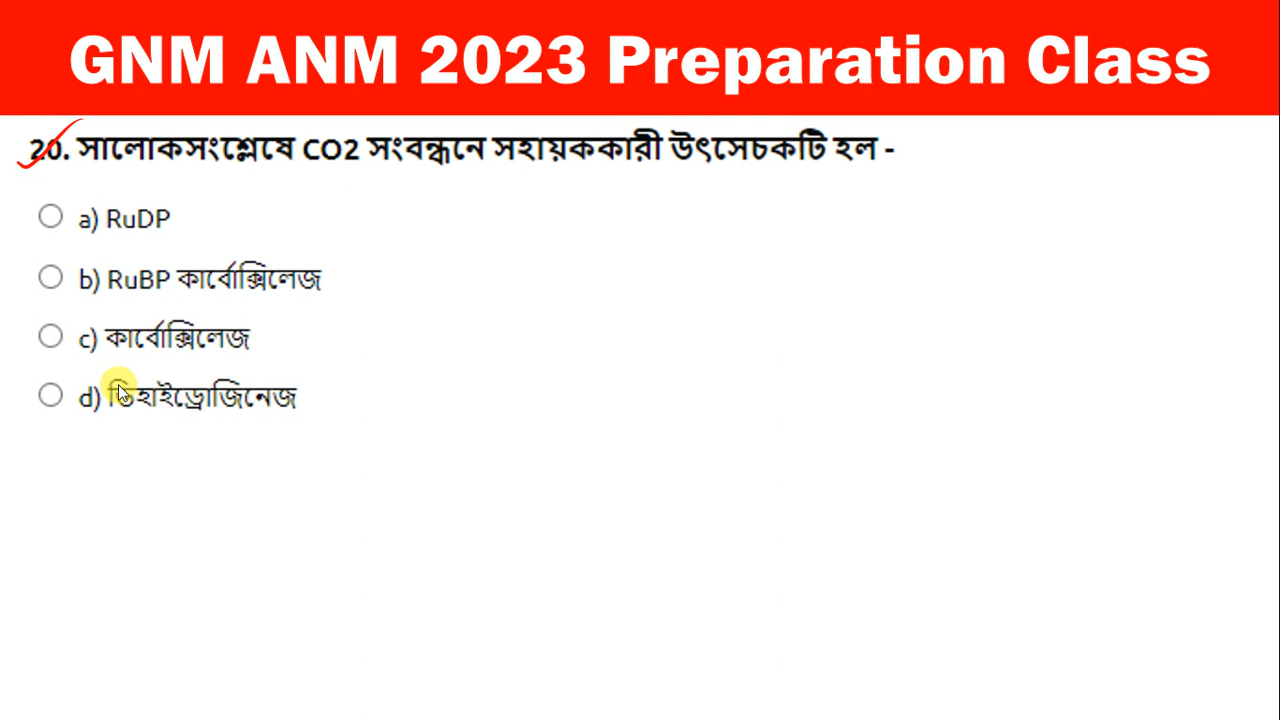 GNM ANM 2023 Preparation Class
20. সালোকসংশ্লেষে CO2 সংবন্ধনে সহায়ককারী উৎসেচকটি হল -
a) RuDP
b) RuBP কার্বোক্সিলেজ
c) কার্বোক্সিলেজ
d) ডিহাইড্রোজিনেজ